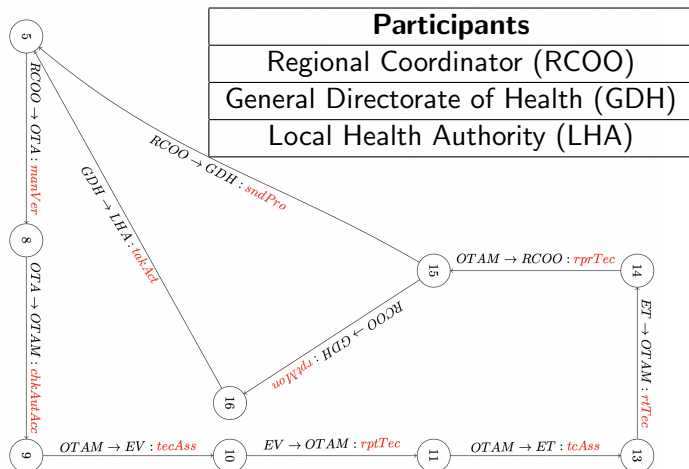 Participants
Regional Coordinator (RCOO)
General Directorate of Health (GDH)
Local Health Authority (LHA)
5
RCOO → OTA : manVer
RCOO → GDH : sndPro
GDH → LHA : takAct
8
15
OTAM → RCOO : rprTec
14
OTA → OTAM : chkAutAcc
RCOO → GDH : rptMon
ET → OTAM : rtTec
16
9
OTAM → EV : tecAss
10
EV → OTAM : rptTec
11
OTAM → ET : tcAss
13